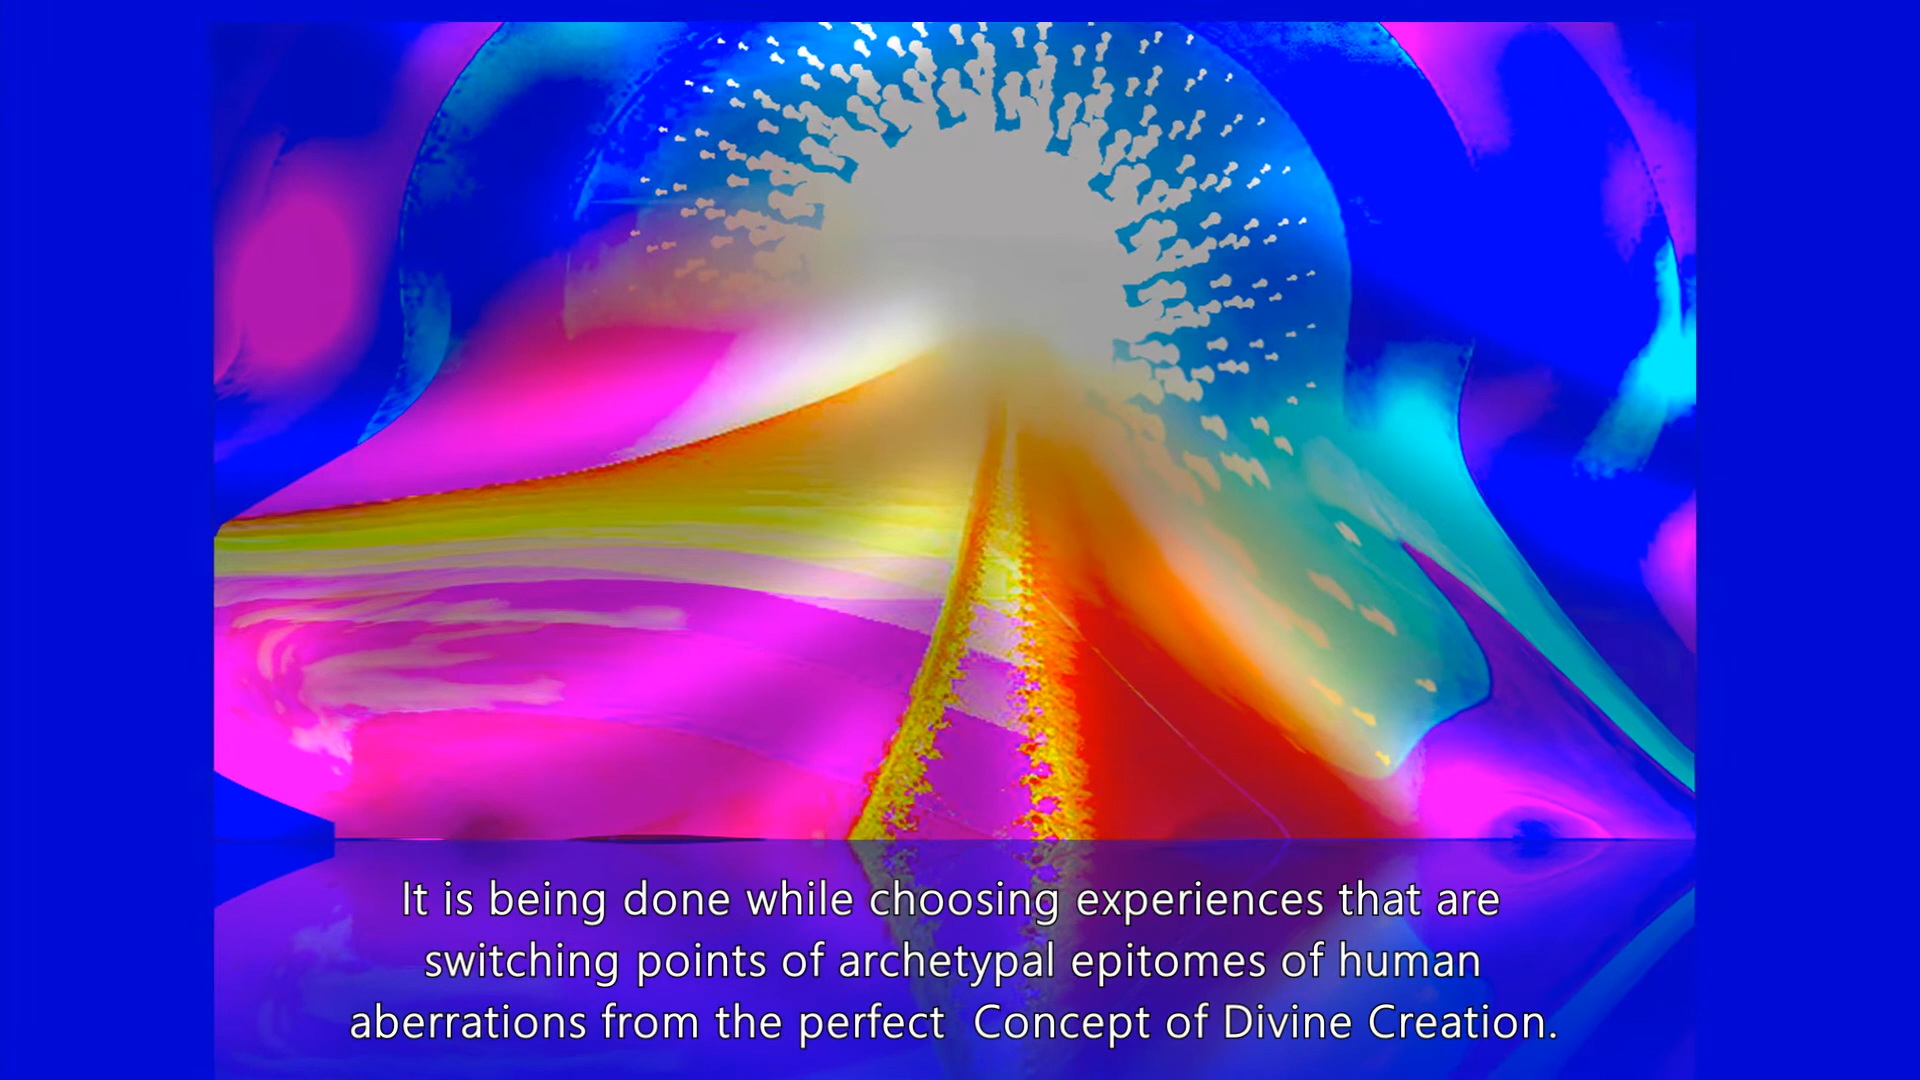 It is being done while choosing experiences that are
switching points of archetypal epitomes of human
aberrations from the perfect  Concept of Divine Creation.